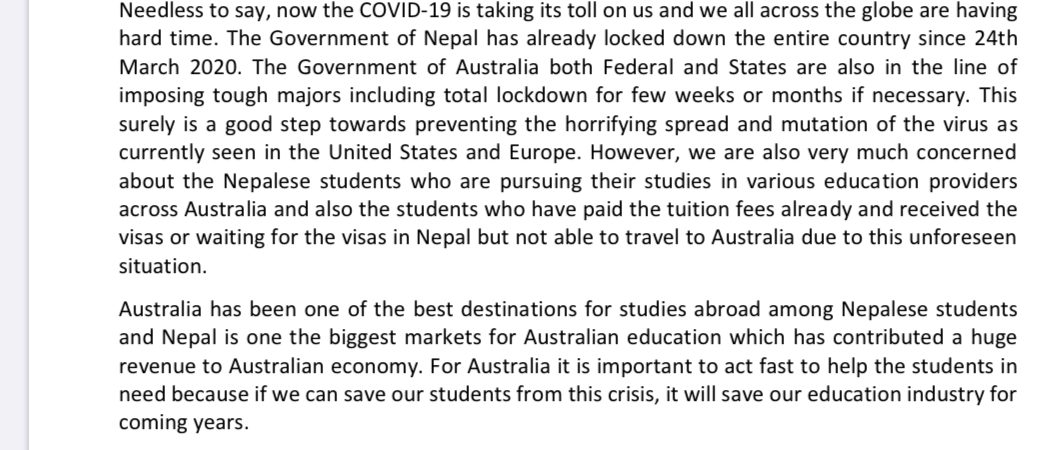 Needless to say, now the COVID-19 is taking its toll on us and we all across the globe are having
hard time. The Government of Nepal has already locked down the entire country since 24th
March 2020. The Government of Australia both Federal and States are also in the line of
imposing tough majors including total lockdown for few weeks or months if necessary. This
surely is a good step towards preventing the horrifying spread and mutation of the virus as
currently seen in the United States and Europe. However, we are also very much concerned
about the Nepalese students who are pursuing their studies in various education providers
across Australia and also the students who have paid the tuition fees already and received the
visas or waiting for the visas in Nepal but not able to travel to Australia due to this unforeseen
situation.
Australia has been one of the best destinations for studies abroad among Nepalese students
and Nepal is one the biggest markets for Australian education which has contributed a huge
revenue to Australian economy. For Australia it is important to act fast to help the students in
need because if we can save our students from this crisis, it will save our education industry for
coming years.